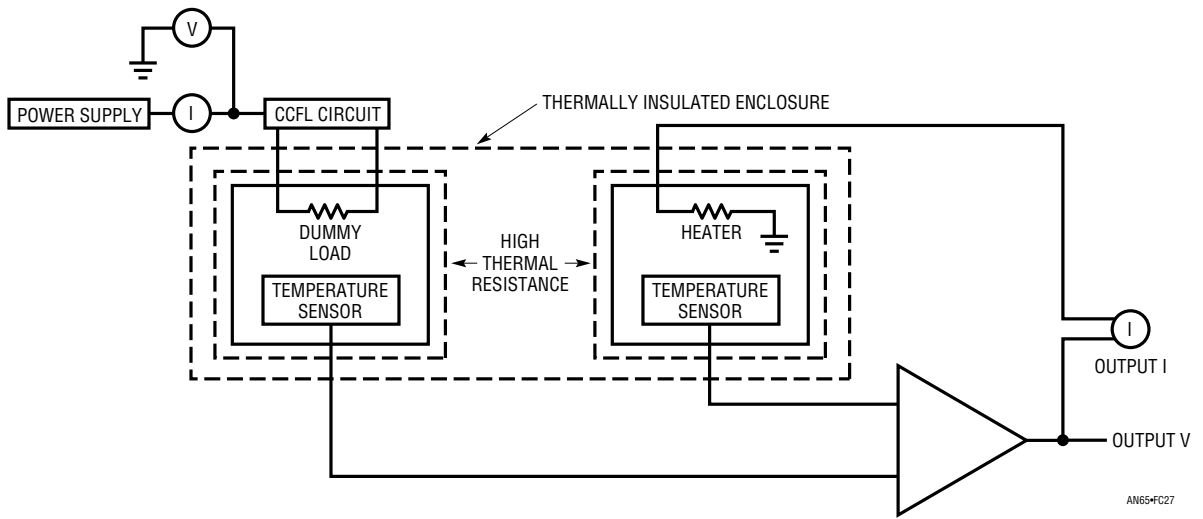 V
POWER SUPPLY
I
CCFL CIRCUIT
THERMALLY INSULATED ENCLOSURE
DUMMY
LOAD
TEMPERATURE
SENSOR
HIGH
THERMAL
RESISTANCE
HEATER
TEMPERATURE
SENSOR
I
OUTPUT I
OUTPUT V
AN65•FC27